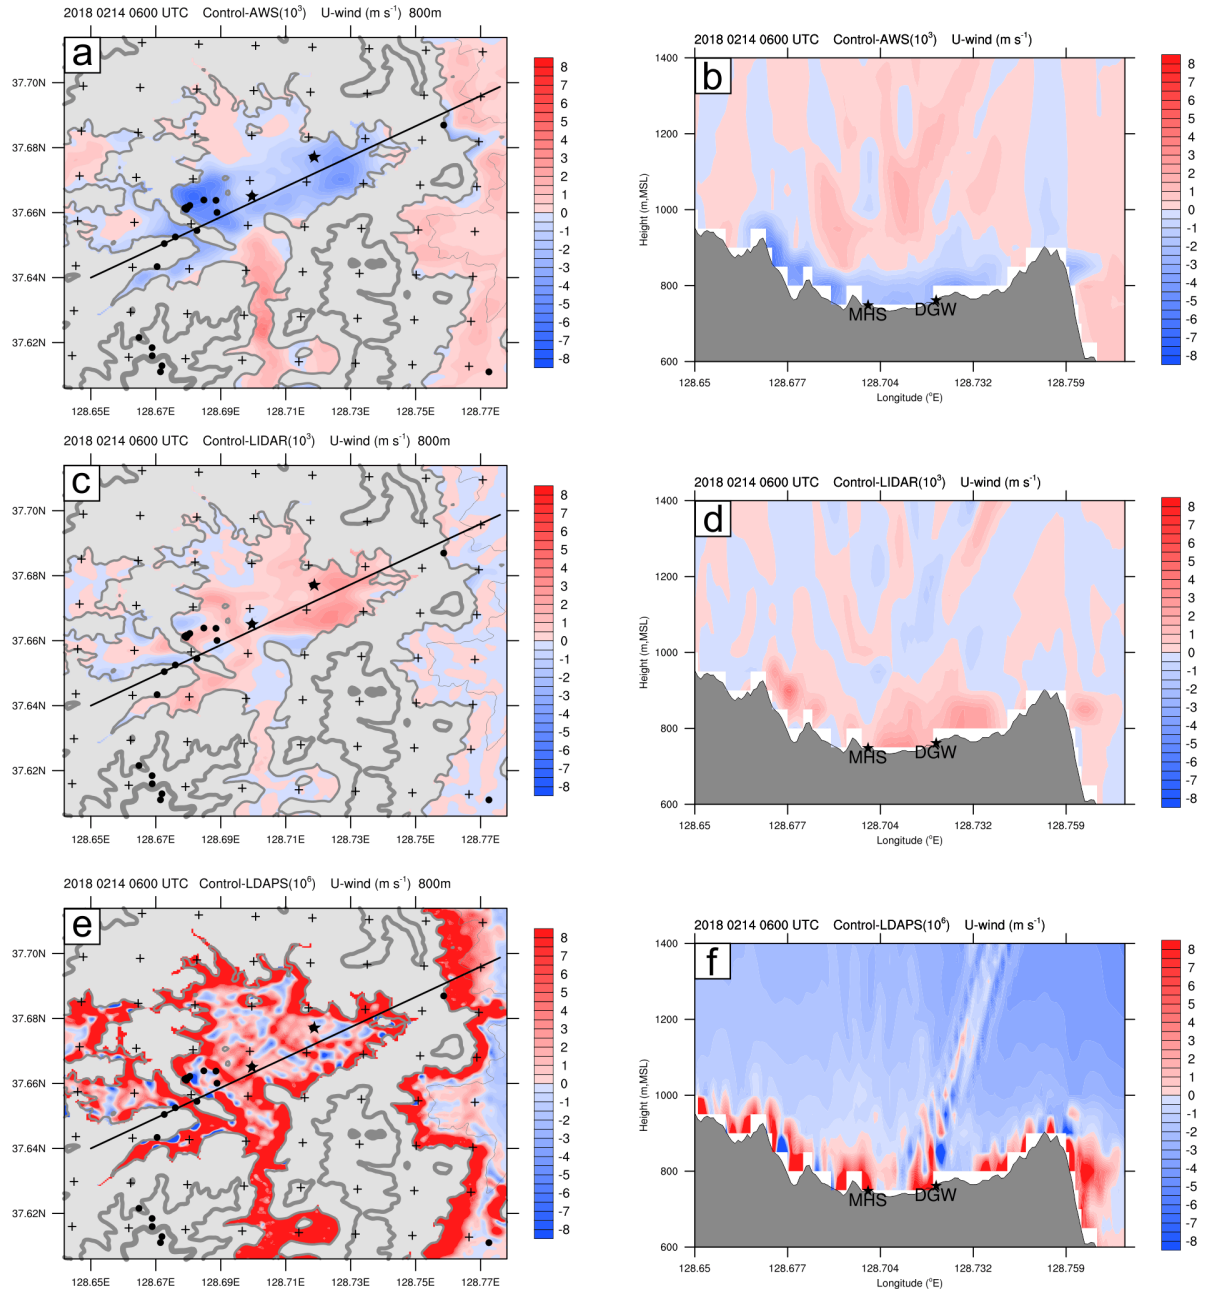 2018 0214 0600 UTC Control-AWS(10³) U-wind (m s⁻¹) 800m
a
37.70N
37.68N
37.66N
37.64N
37.62N
128.65E 128.67E 128.69E 128.71E 128.73E 128.75E 128.77E
8
7
6
5
4
3
2
1
0
-1
-2
-3
-4
-5
-6
-7
-8
2018 0214 0600 UTC Control-AWS(10³) U-wind (m s⁻¹)
b
Height (m,MSL)
1400
1200
1000
800
600
MHS
DGW
128.65 128.677 128.704 128.732 128.759
Longitude (°E)
8
7
6
5
4
3
2
1
0
-1
-2
-3
-4
-5
-6
-7
-8
2018 0214 0600 UTC Control-LIDAR(10³) U-wind (m s⁻¹) 800m
c
37.70N
37.68N
37.66N
37.64N
37.62N
128.65E 128.67E 128.69E 128.71E 128.73E 128.75E 128.77E
8
7
6
5
4
3
2
1
0
-1
-2
-3
-4
-5
-6
-7
-8
2018 0214 0600 UTC Control-LIDAR(10³) U-wind (m s⁻¹)
d
Height (m,MSL)
1400
1200
1000
800
600
MHS
DGW
128.65 128.677 128.704 128.732 128.759
Longitude (°E)
8
7
6
5
4
3
2
1
0
-1
-2
-3
-4
-5
-6
-7
-8
2018 0214 0600 UTC Control-LDAPS(10⁶) U-wind (m s⁻¹) 800m
e
37.70N
37.68N
37.66N
37.64N
37.62N
128.65E 128.67E 128.69E 128.71E 128.73E 128.75E 128.77E
8
7
6
5
4
3
2
1
0
-1
-2
-3
-4
-5
-6
-7
-8
2018 0214 0600 UTC Control-LDAPS(10⁶) U-wind (m s⁻¹)
f
Height (m,MSL)
1400
1200
1000
800
600
MHS
DGW
128.65 128.677 128.704 128.732 128.759
Longitude (°E)
8
7
6
5
4
3
2
1
0
-1
-2
-3
-4
-5
-6
-7
-8